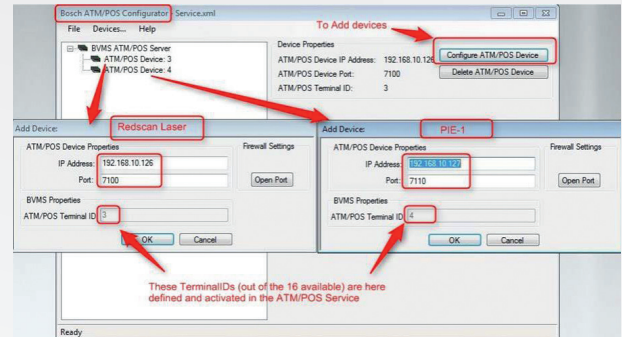 Bosch ATM/POS Configurator - Service.xml
File Devices... Help
To Add devices
BVMS ATM/POS Server
ATM/POS Device: 3
ATM/POS Device: 4
Device Properties
ATM/POS Device IP Address: 192.168.10.126
ATM/POS Device Port: 7100
ATM/POS Terminal ID: 3
Configure ATM/POS Device
Delete ATM/POS Device
Add Device:
Redscan Laser
ATM/POS Device Properties
Firewall Settings
IP Address: 192.168.10.126
Port: 7100
Open Port
BVMS Properties
ATM/POS Terminal ID 3
OK Cancel
Add Device:
PIE-1
ATM/POS Device Properties
Firewall Settings
IP Address: 192.168.10.127
Port: 7110
Open Port
BVMS Properties
ATM/POS Terminal ID 4
OK Cancel
These TerminalIDs (out of the 16 available) are here
defined and activated in the ATM/POS Service
Ready